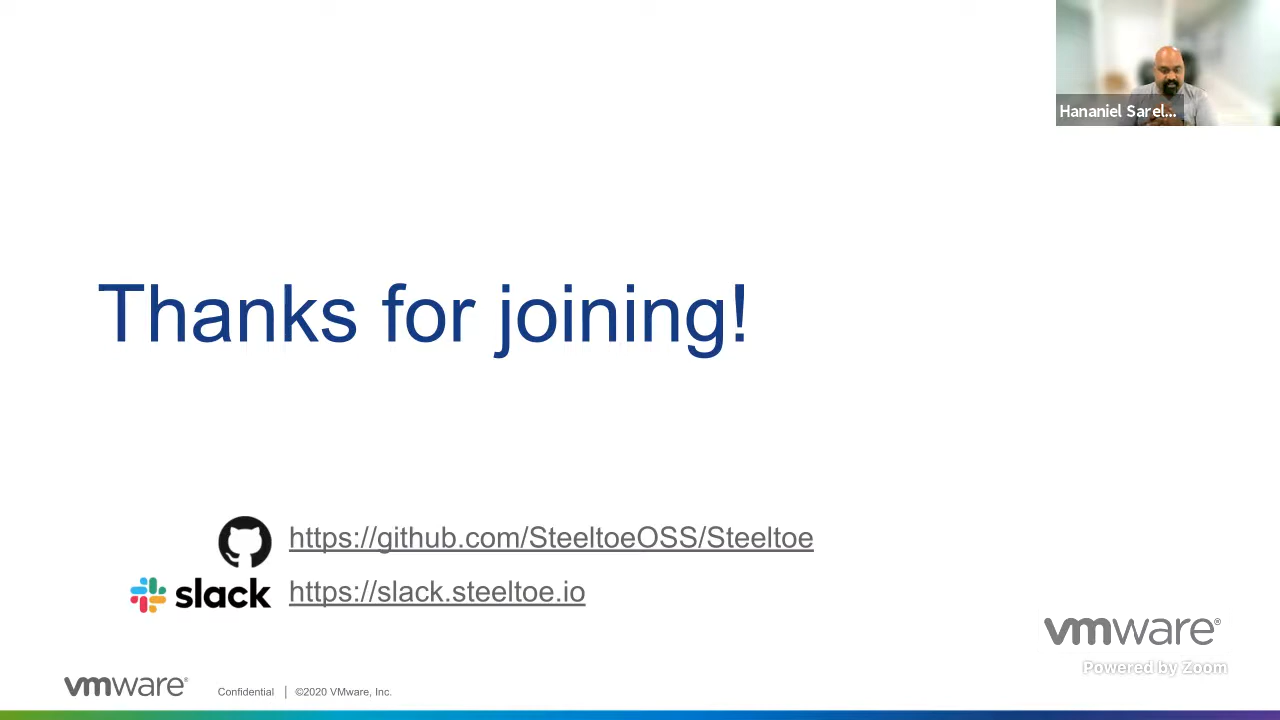 Hananiel Sarel...
Thanks for joining!
https://github.com/SteeltoeOSS/Steeltoe
slack https://slack.steeltoe.io
vmware®
Powered by Zoom
vmware® Confidential | ©2020 VMware, Inc.